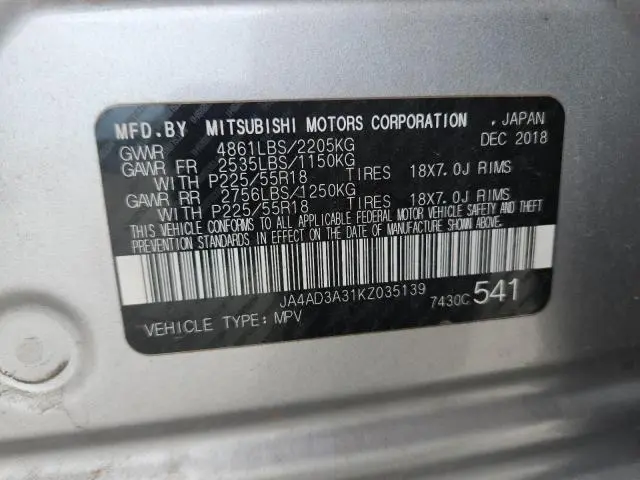 MFD.BY MITSUBISHI MOTORS CORPORATION . JAPAN
GVWR 4861LBS/2205KG DEC 2018
GAWR FR 2535LBS/1150KG
WITH P225/55R18 TIRES 18X7.0J RIMS
GAWR RR 2756LBS/1250KG
WITH P225/55R18 TIRES 18X7.0J RIMS
THIS VEHICLE CONFORMS TO ALL APPLICABLE FEDERAL MOTOR VEHICLE SAFETY AND THEFT
PREVENTION STANDARDS IN EFFECT ON THE DATE OF MANUFACTURE SHOWN ABOVE.
JA4AD3A31KZ035139
7430C 541
VEHICLE TYPE: MPV